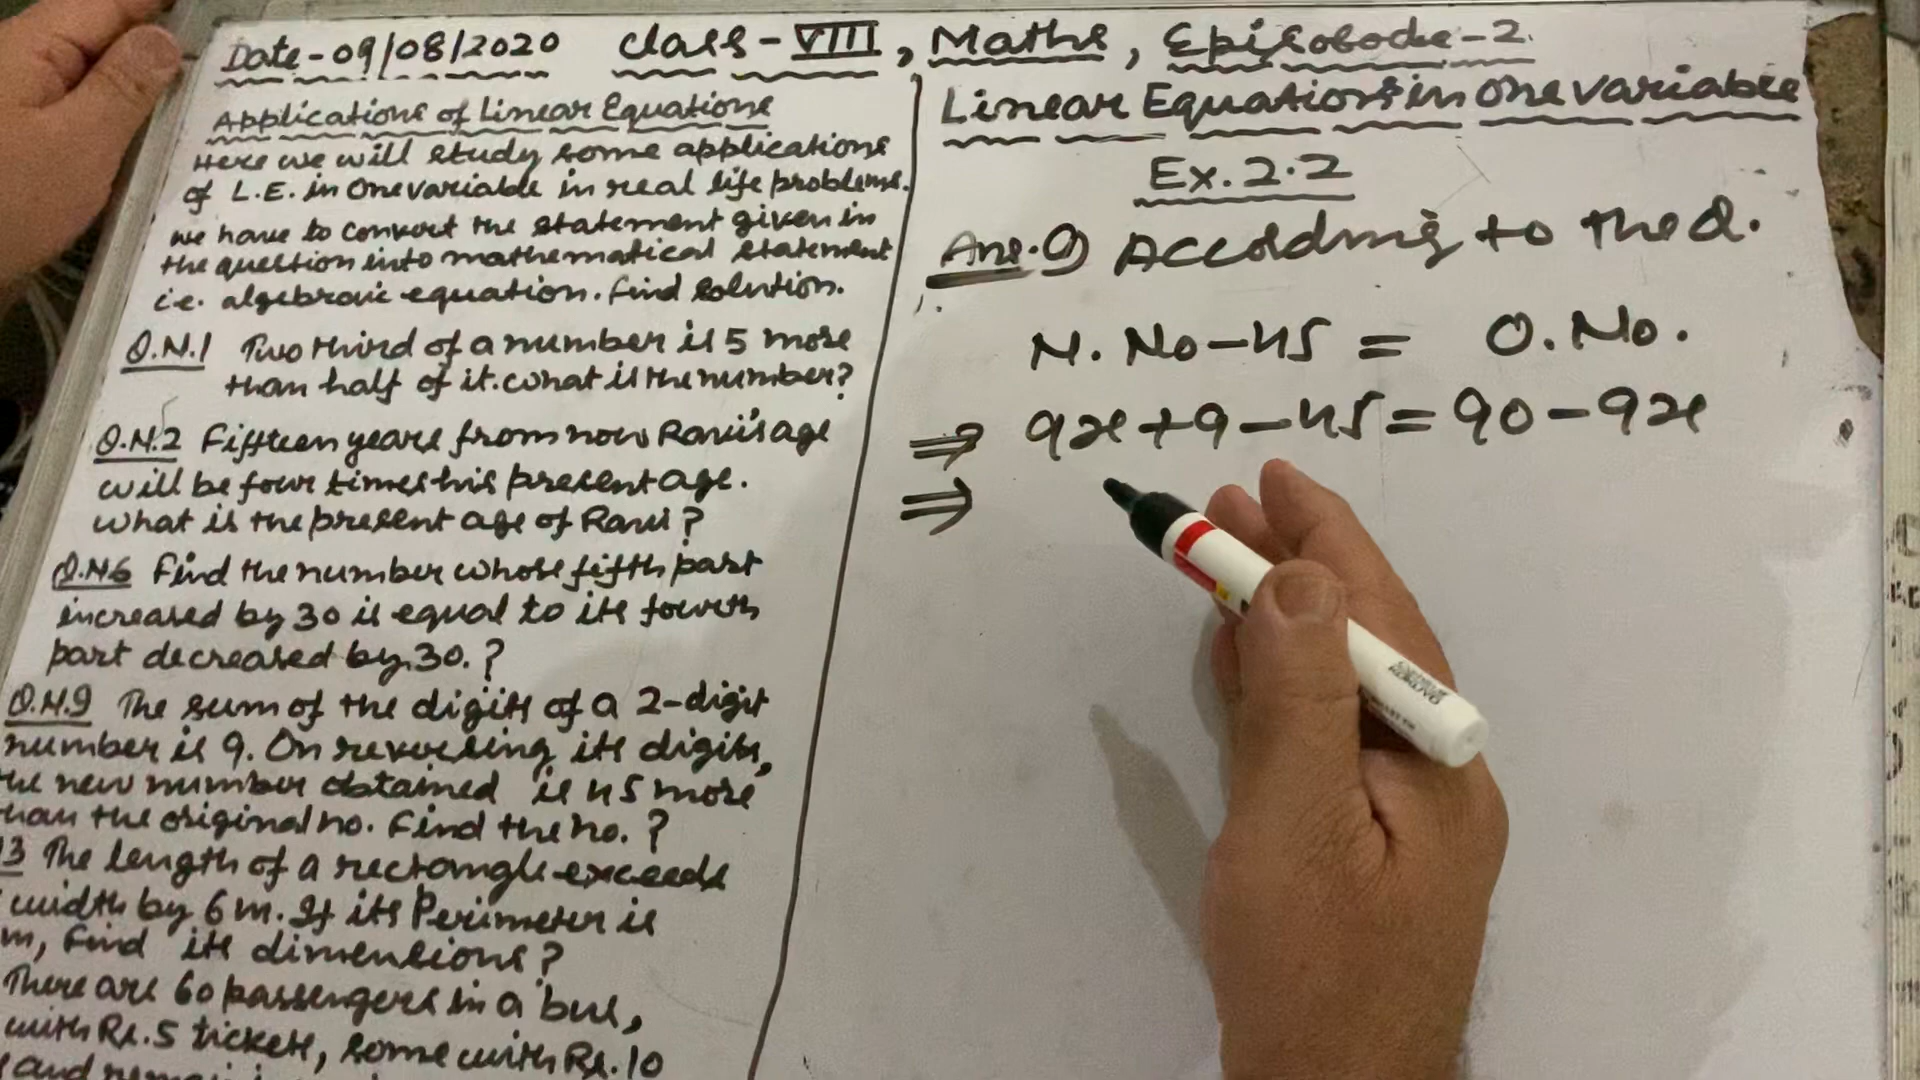 Date-09/08/2020 Class-VIII, Maths, Episobode-2.
Applications of Linear Equations
Here we will study some applications
of L.E. in One variable in real life problems.
we have to convert the statement given in
the question into mathematical statement
i.e. algebraic equation. Find solution.
Q.N.1 Two third of a number is 5 more
than half of it. What is the number?
Q.N.2 Fifteen years from now Ravi's age
will be four times his present age.
What is the present age of Ravi?
Q.N.6 Find the number whose fifth part
increased by 30 is equal to its fourth
part decreased by 30.?
Q.N.9 The sum of the digits of a 2-digit
number is 9. On reversing its digits,
the new number obtained is 45 more
than the original no. Find the no.?
13 The length of a rectangle exceeds
width by 6 m. If its Perimeter is
m, Find its dimensions?
There are 60 passengers in a bus,
with Rs.5 tickets, some with Rs.10
and
Linear Equations in One variable
Ex. 2.2
Ans. 9) According to the Q.
N. No - 45 = O. No.
⇒ 9x + 9 - 45 = 90 - 9x
⇒